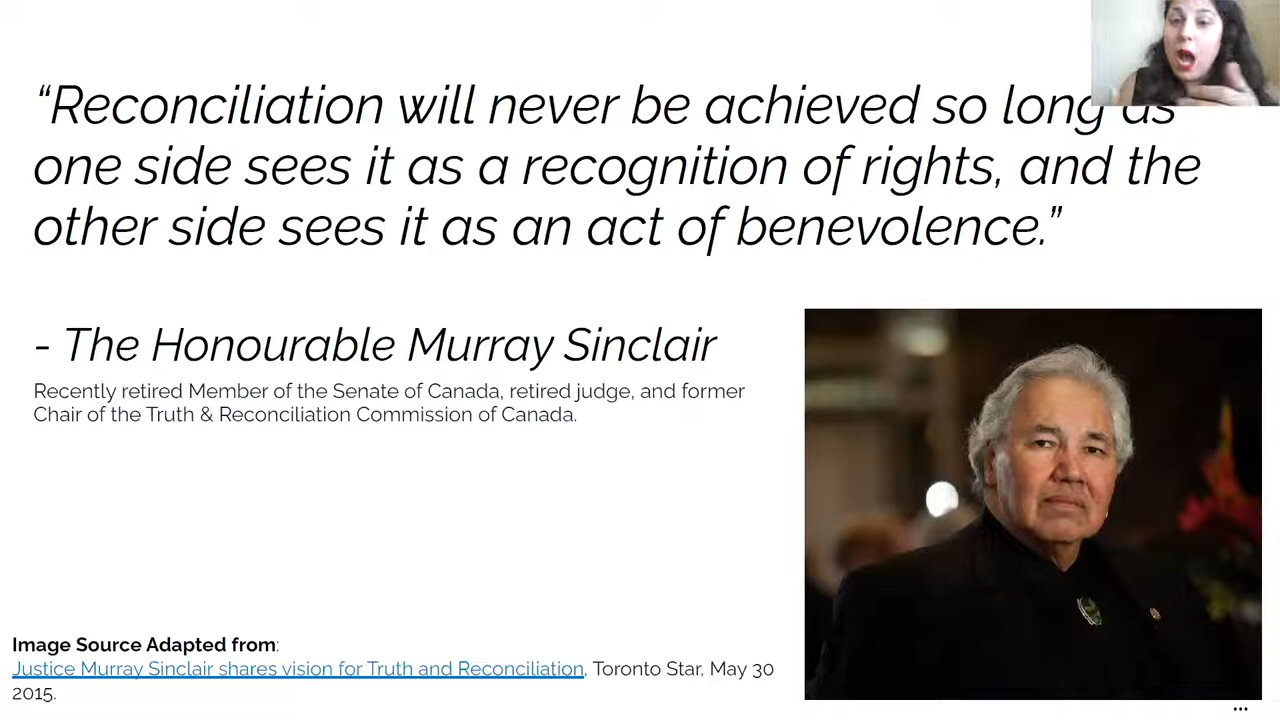 “Reconciliation will never be achieved so long as
one side sees it as a recognition of rights, and the
other side sees it as an act of benevolence.”
- The Honourable Murray Sinclair
Recently retired Member of the Senate of Canada, retired judge, and former
Chair of the Truth & Reconciliation Commission of Canada.
Image Source Adapted from:
Justice Murray Sinclair shares vision for Truth and Reconciliation, Toronto Star, May 30
2015.
...